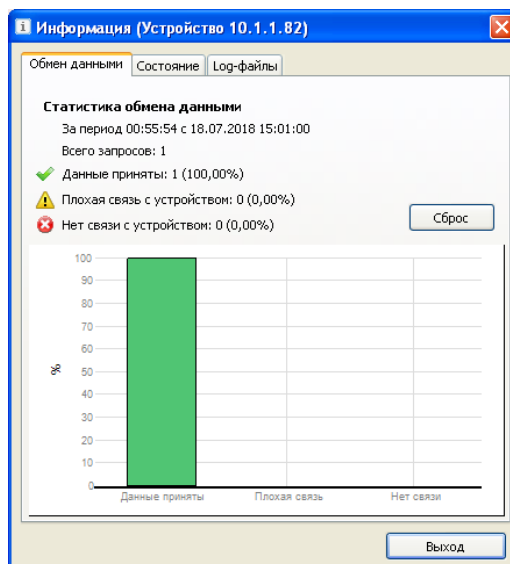 Информация (Устройство 10.1.1.82)
Обмен данными Состояние Log-файлы
Статистика обмена данными
За период 00:55:54 с 18.07.2018 15:01:00
Всего запросов: 1
Данные приняты: 1 (100,00%)
Плохая связь с устройством: 0 (0,00%)
Нет связи с устройством: 0 (0,00%)
Сброс
100
90
80
70
60
50
40
30
20
10
0
%
Данные приняты Плохая связь Нет связи
Выход